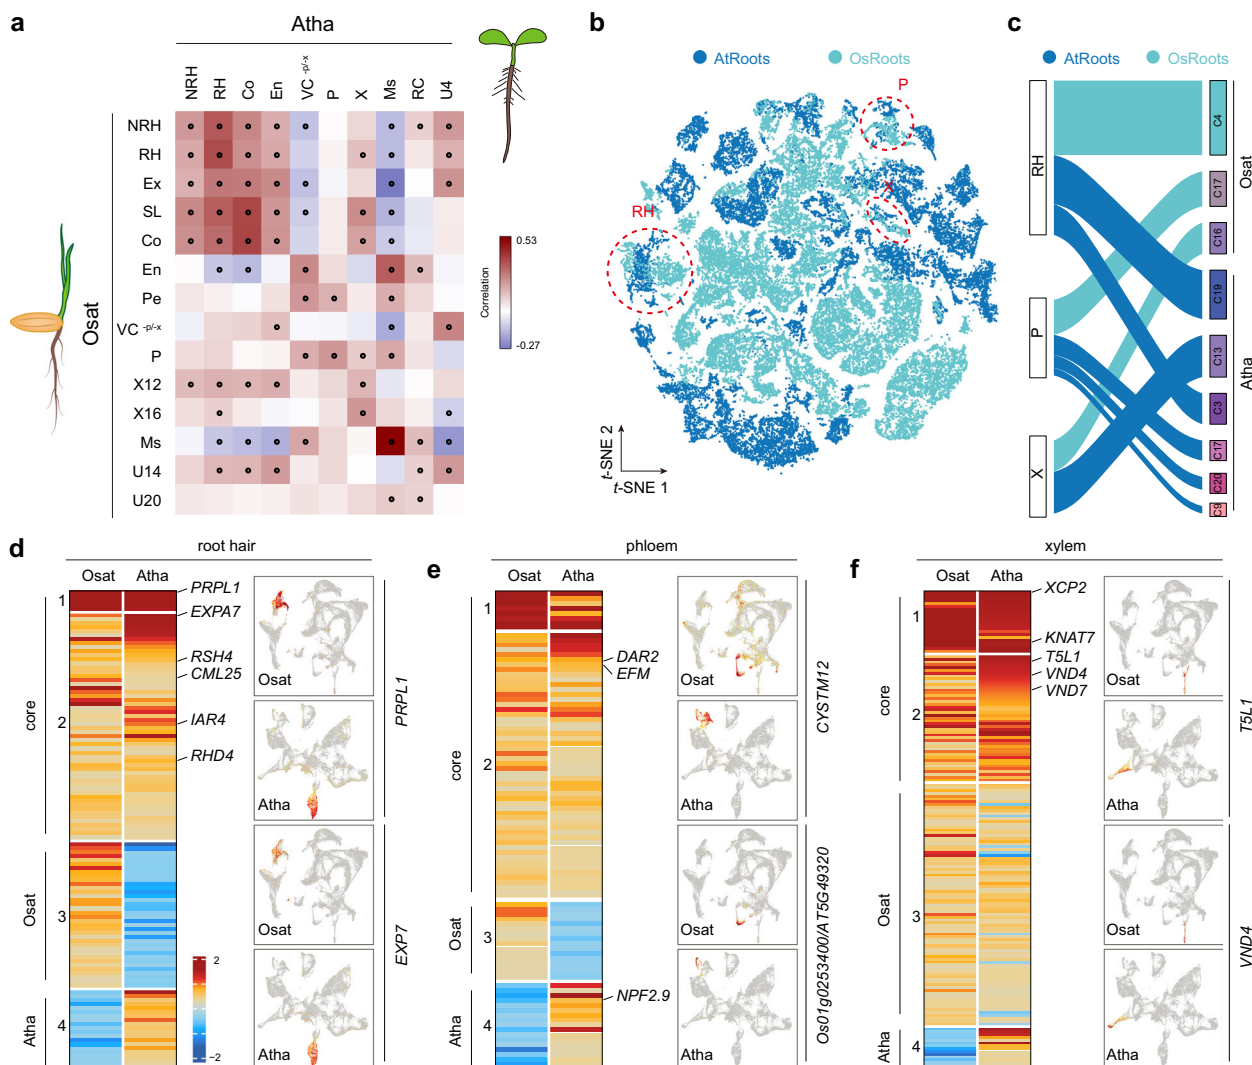 a
Atha
NRH
RH
Co
En
VC -p/-x
P
X
Ms
RC
U4
Osat
NRH
RH
Ex
SL
Co
En
Pe
VC -p/-x
P
X12
X16
Ms
U14
U20
0.53
Correlation
-0.27
b
AtRoots
OsRoots
P
X
RH
t-SNE 2
t-SNE 1
c
AtRoots
OsRoots
RH
P
X
C4
C17
C16
C19
C13
C3
C17
C20
C9
Osat
Atha
d
root hair
Osat
Atha
core
Osat
Atha
1
2
3
4
PRPL1
EXPA7
RSH4
CML25
IAR4
RHD4
2
−2
Osat
Atha
Osat
Atha
PRPL1
EXP7
e
phloem
Osat
Atha
core
Osat
Atha
1
2
3
4
DAR2
EFM
NPF2.9
Osat
Atha
Osat
Atha
CYSTM12
Os01g0253400/AT5G49320
f
xylem
Osat
Atha
core
Osat
Atha
1
2
3
4
XCP2
KNAT7
T5L1
VND4
VND7
Osat
Atha
Osat
Atha
T5L1
VND4